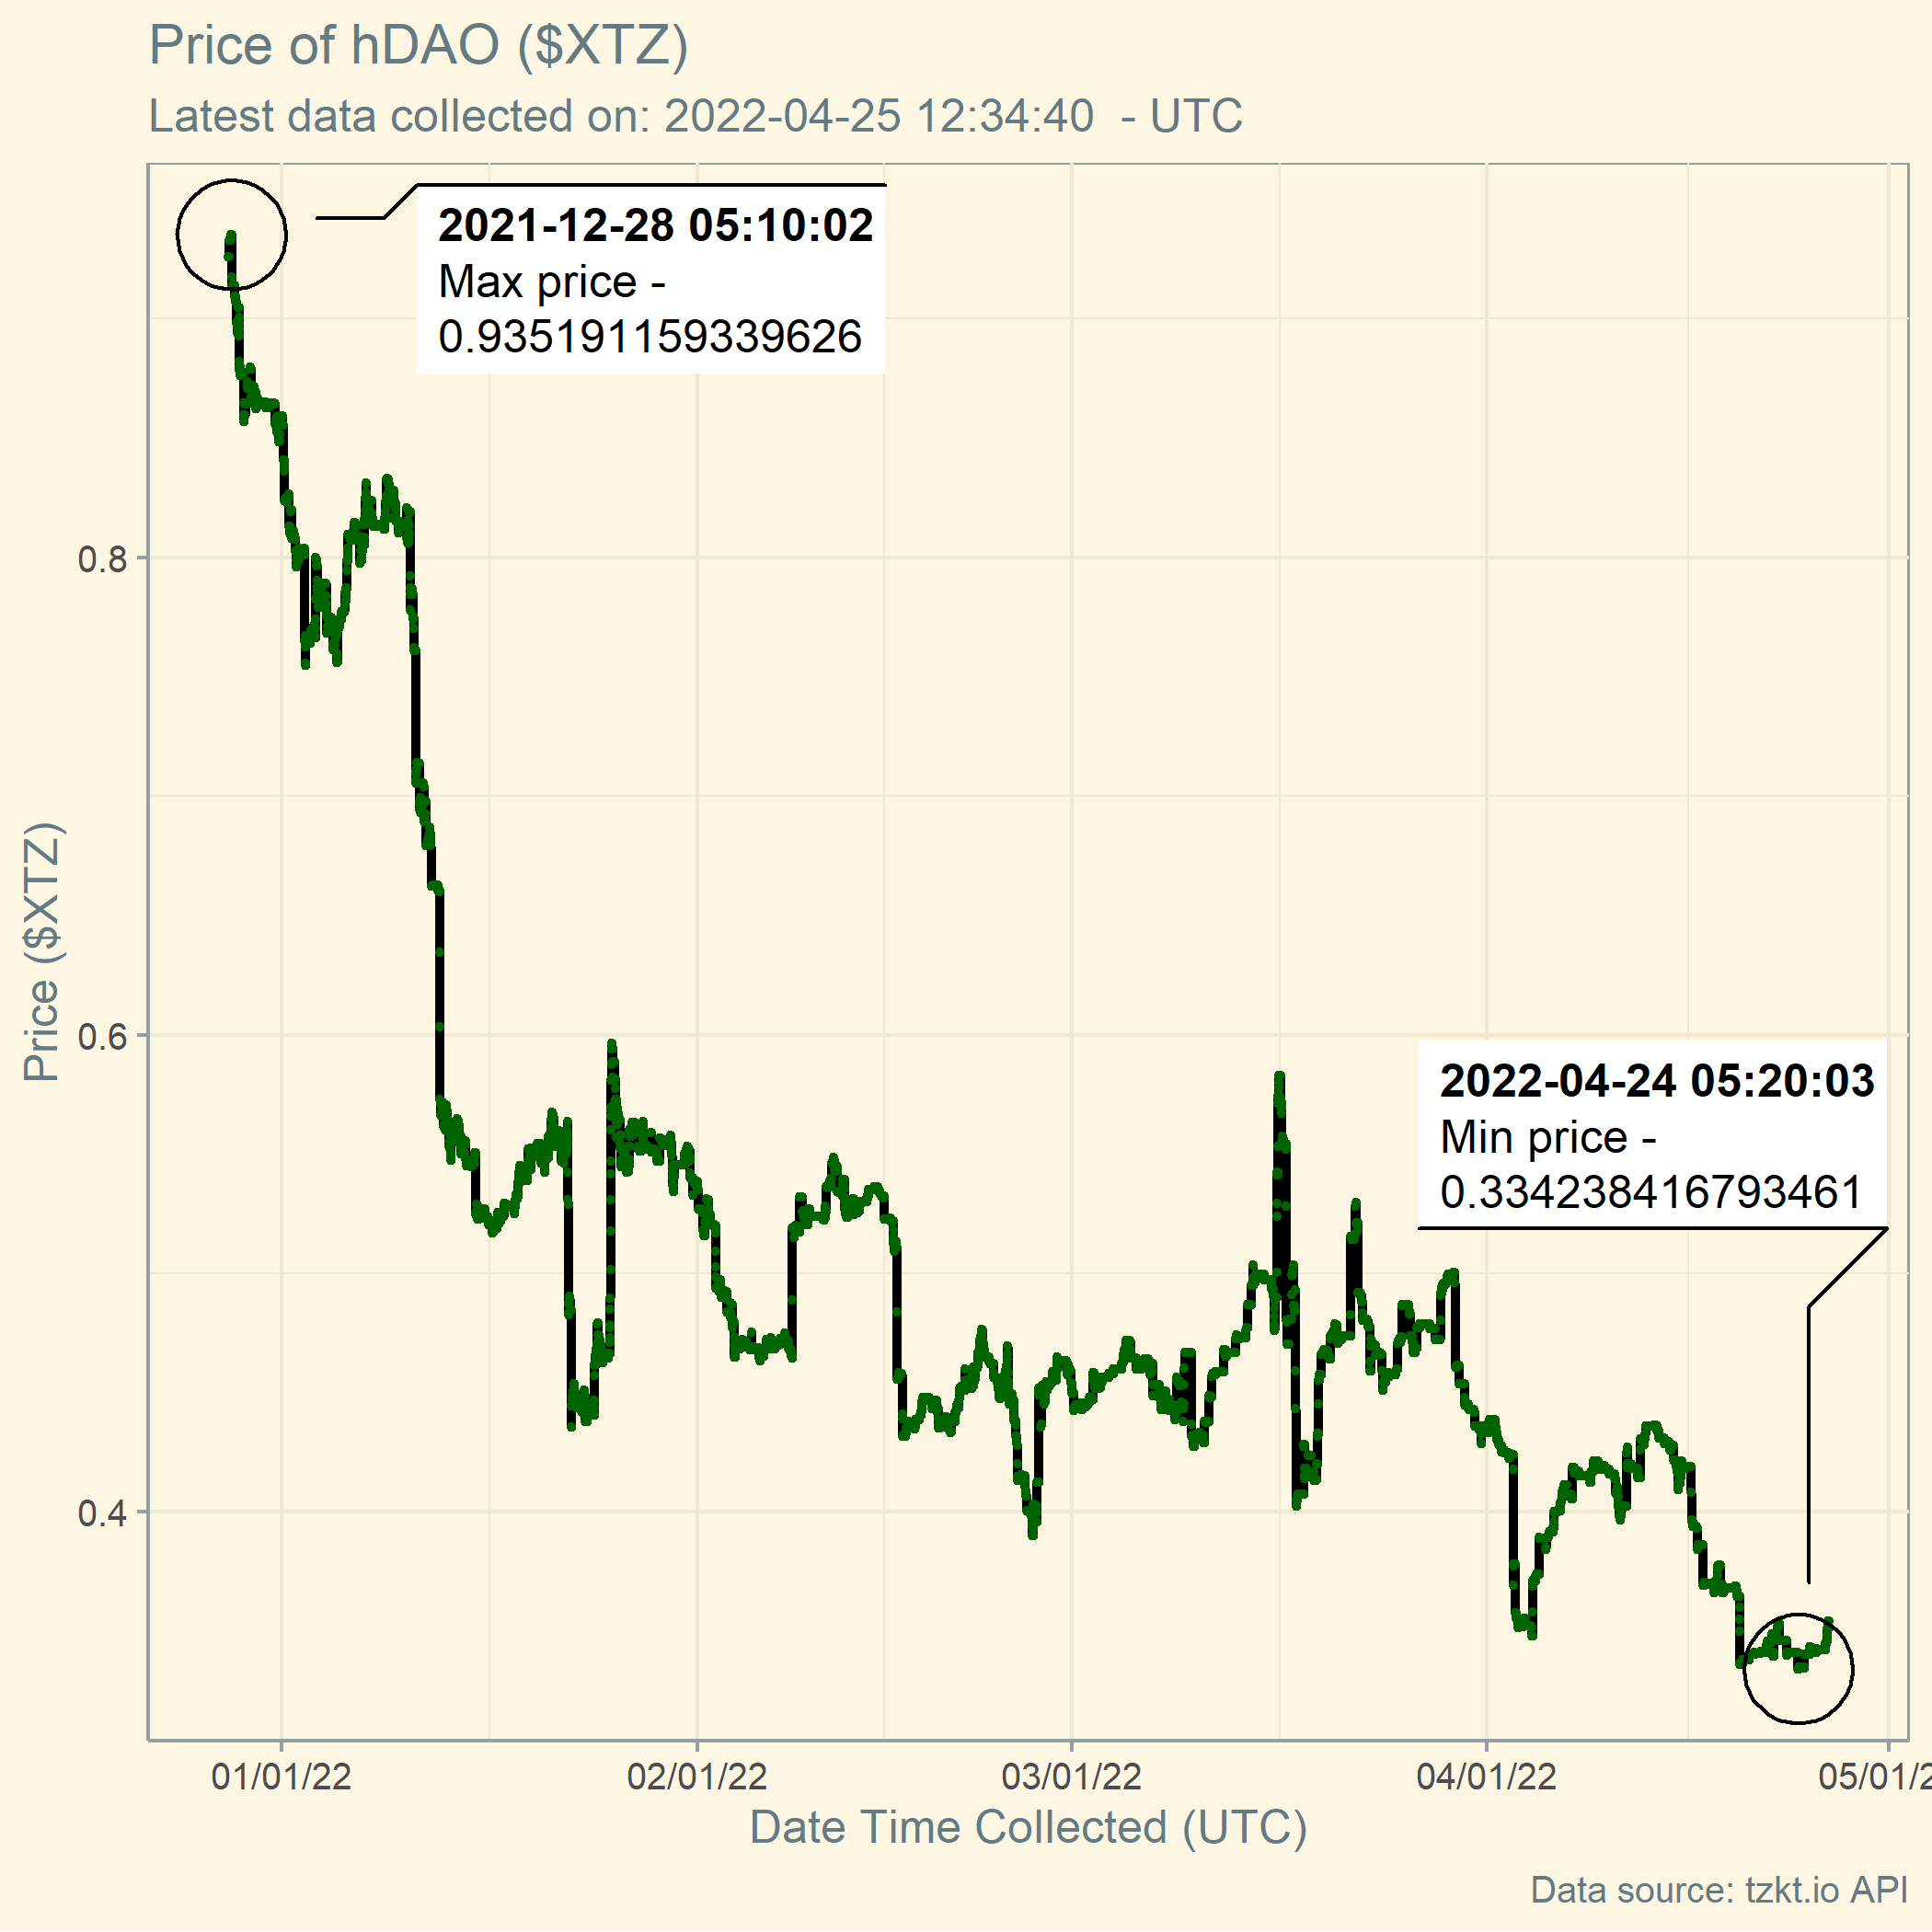 Price of hDAO ($XTZ)
Latest data collected on: 2022-04-25 12:34:40 - UTC
2021-12-28 05:10:02
Max price -
0.935191159339626
0.8
0.6
0.4
Price ($XTZ)
2022-04-24 05:20:03
Min price -
0.334238416793461
01/01/22 02/01/22 03/01/22 04/01/22 05/01/2
Date Time Collected (UTC)
Data source: tzkt.io API